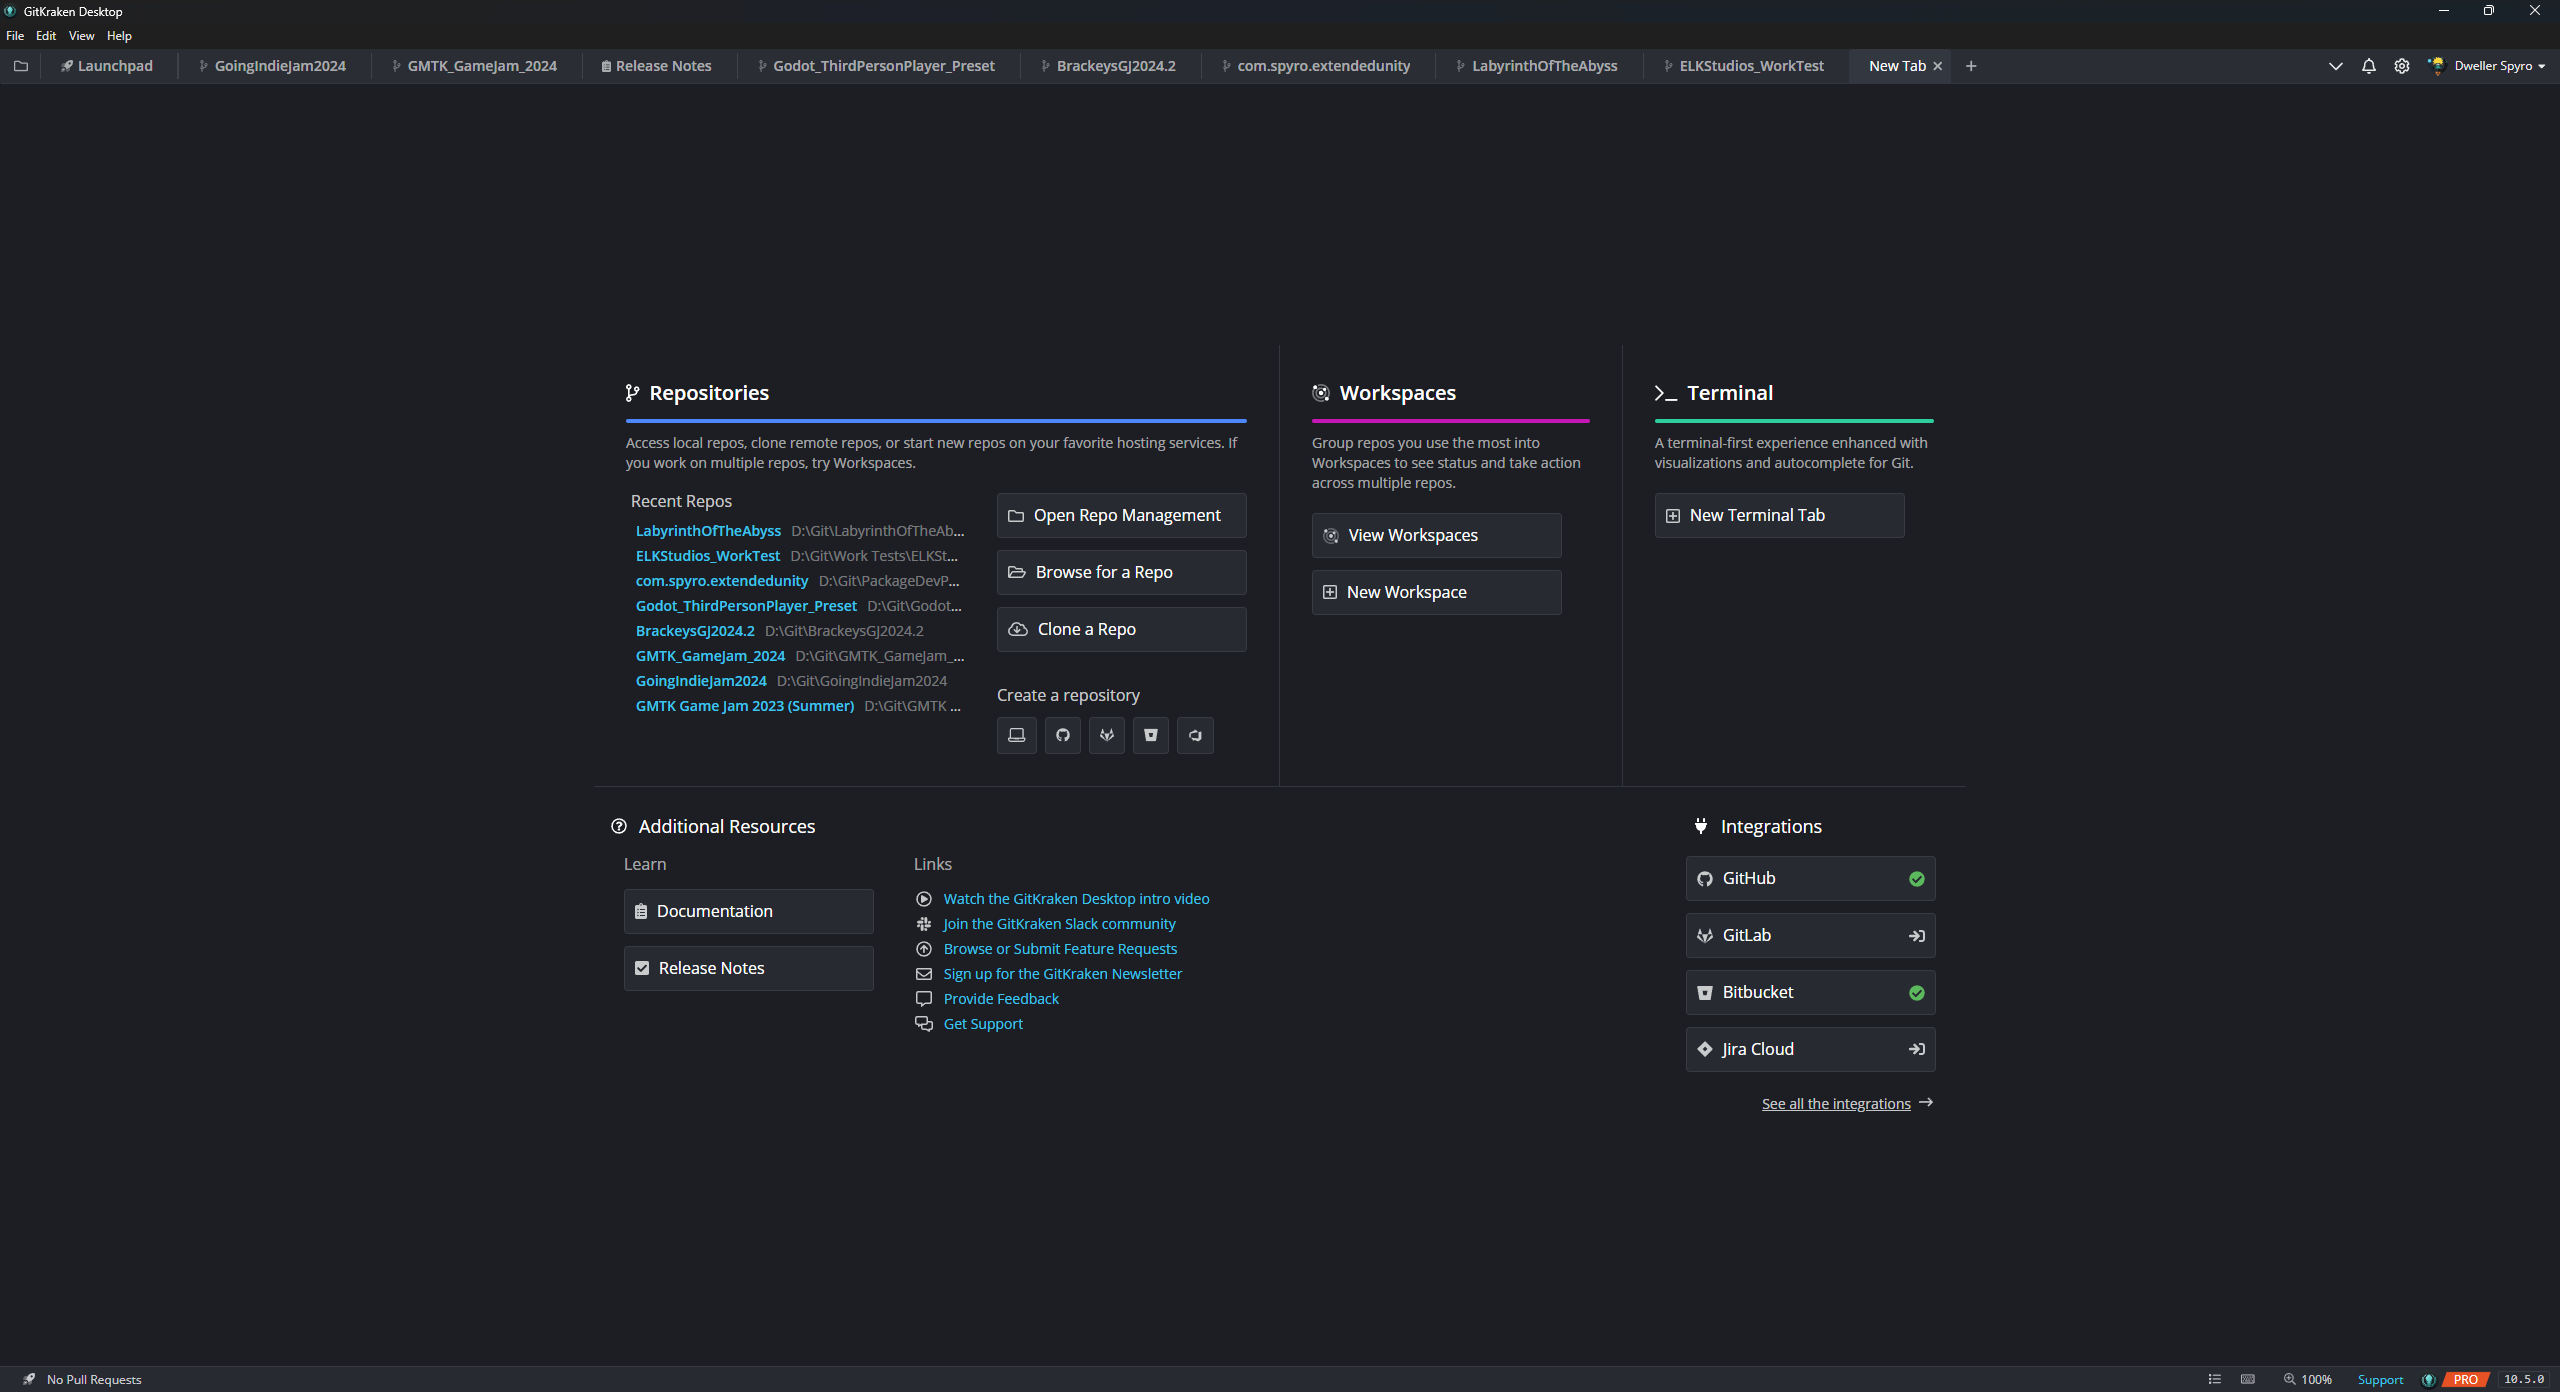 GitKraken Desktop
File Edit View Help
Launchpad GoingIndieJam2024 GMTK_GameJam_2024 Release Notes Godot_ThirdPersonPlayer_Preset BrackeysGJ2024.2 com.spyro.extendedunity LabyrinthOfTheAbyss ELKStudios_WorkTest New Tab Dweller Spyro
Repositories
Access local repos, clone remote repos, or start new repos on your favorite hosting services. If
you work on multiple repos, try Workspaces.
Recent Repos
LabyrinthOfTheAbyss D:\Git\LabyrinthOfTheAb...
ELKStudios_WorkTest D:\Git\Work Tests\ELKSt...
com.spyro.extendedunity D:\Git\PackageDevP...
Godot_ThirdPersonPlayer_Preset D:\Git\Godot...
BrackeysGJ2024.2 D:\Git\BrackeysGJ2024.2
GMTK_GameJam_2024 D:\Git\GMTK_GameJam_...
GoingIndieJam2024 D:\Git\GoingIndieJam2024
GMTK Game Jam 2023 (Summer) D:\Git\GMTK ...
Open Repo Management
Browse for a Repo
Clone a Repo
Create a repository
Workspaces
Group repos you use the most into
Workspaces to see status and take action
across multiple repos.
View Workspaces
New Workspace
Terminal
A terminal-first experience enhanced with
visualizations and autocomplete for Git.
New Terminal Tab
Additional Resources
Learn
Documentation
Release Notes
Links
Watch the GitKraken Desktop intro video
Join the GitKraken Slack community
Browse or Submit Feature Requests
Sign up for the GitKraken Newsletter
Provide Feedback
Get Support
Integrations
GitHub
GitLab
Bitbucket
Jira Cloud
See all the integrations
No Pull Requests 100% Support PRO 10.5.0